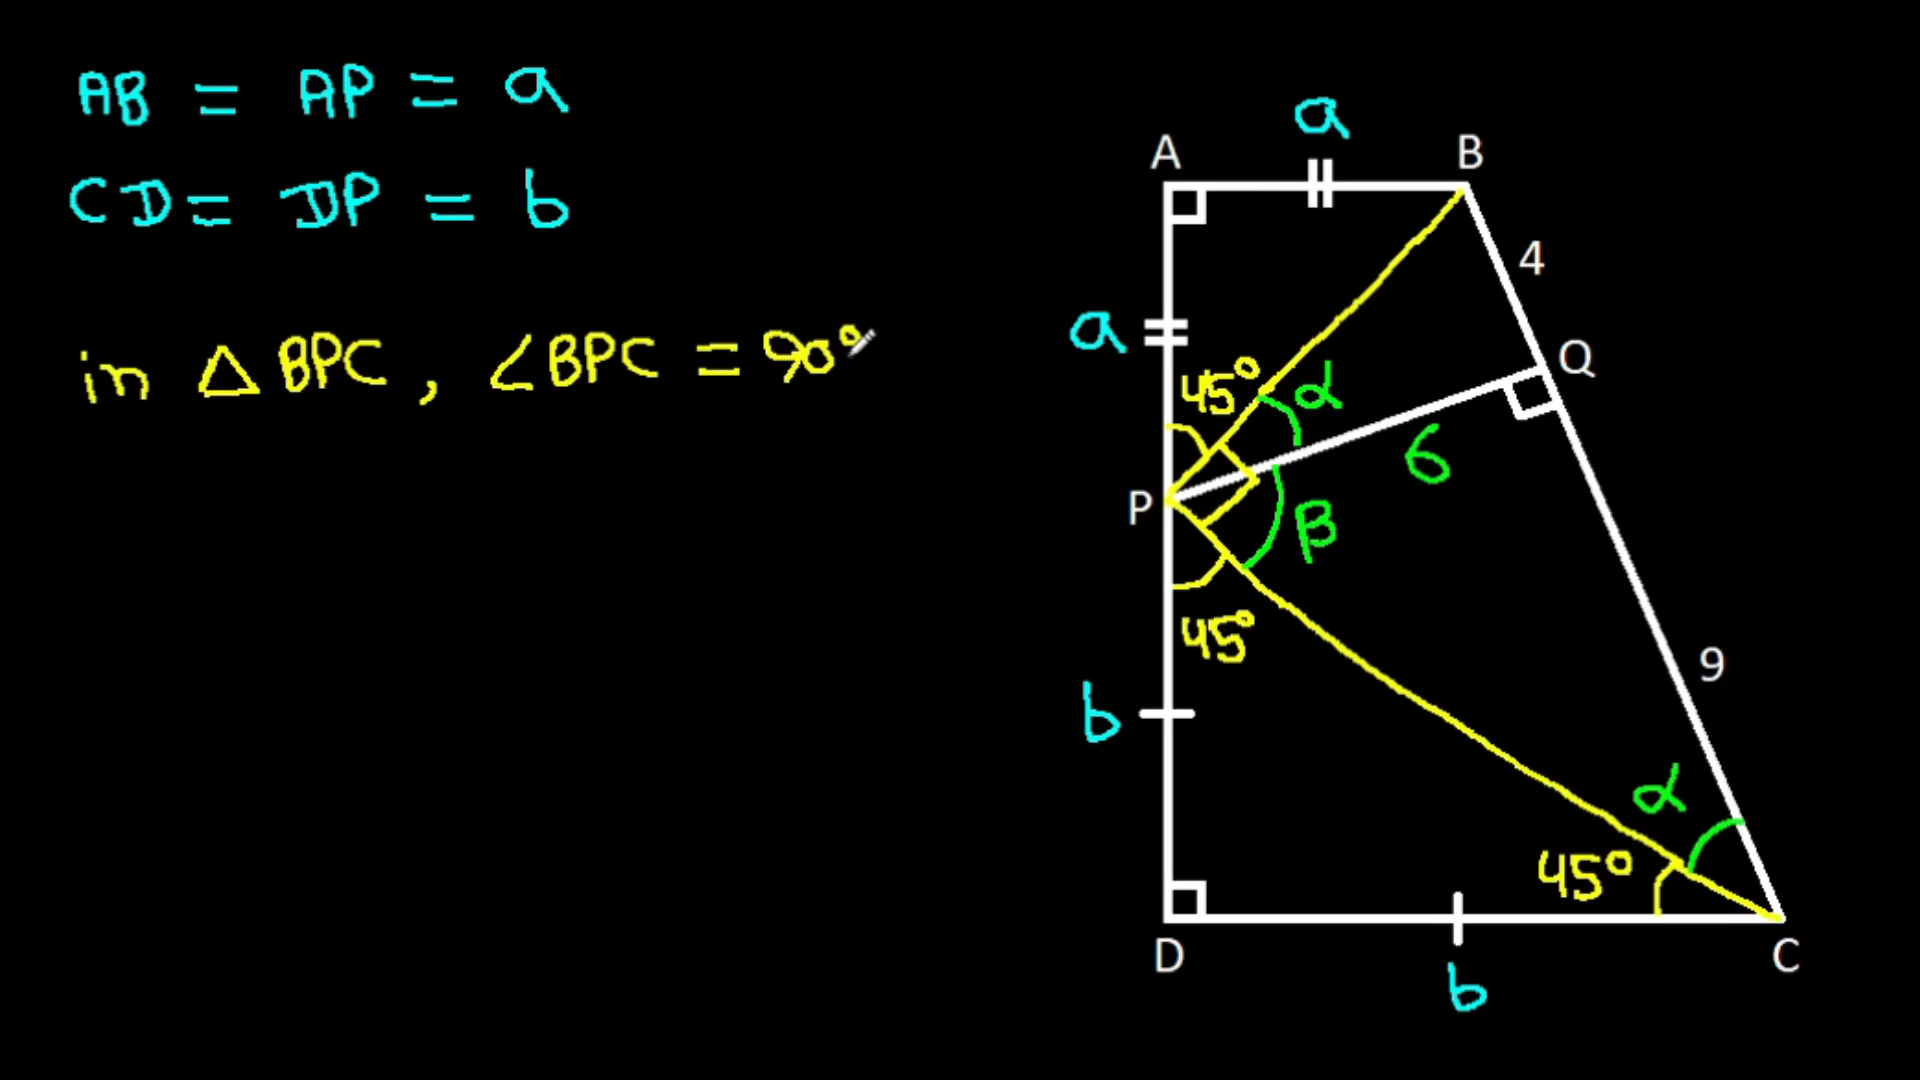 AB = AP = a
CD = DP = b
in △ BPC, ∠BPC = 90°
a
A
B
4
a
Q
45°
α
6
P
β
45°
9
b
α
45°
D
C
b